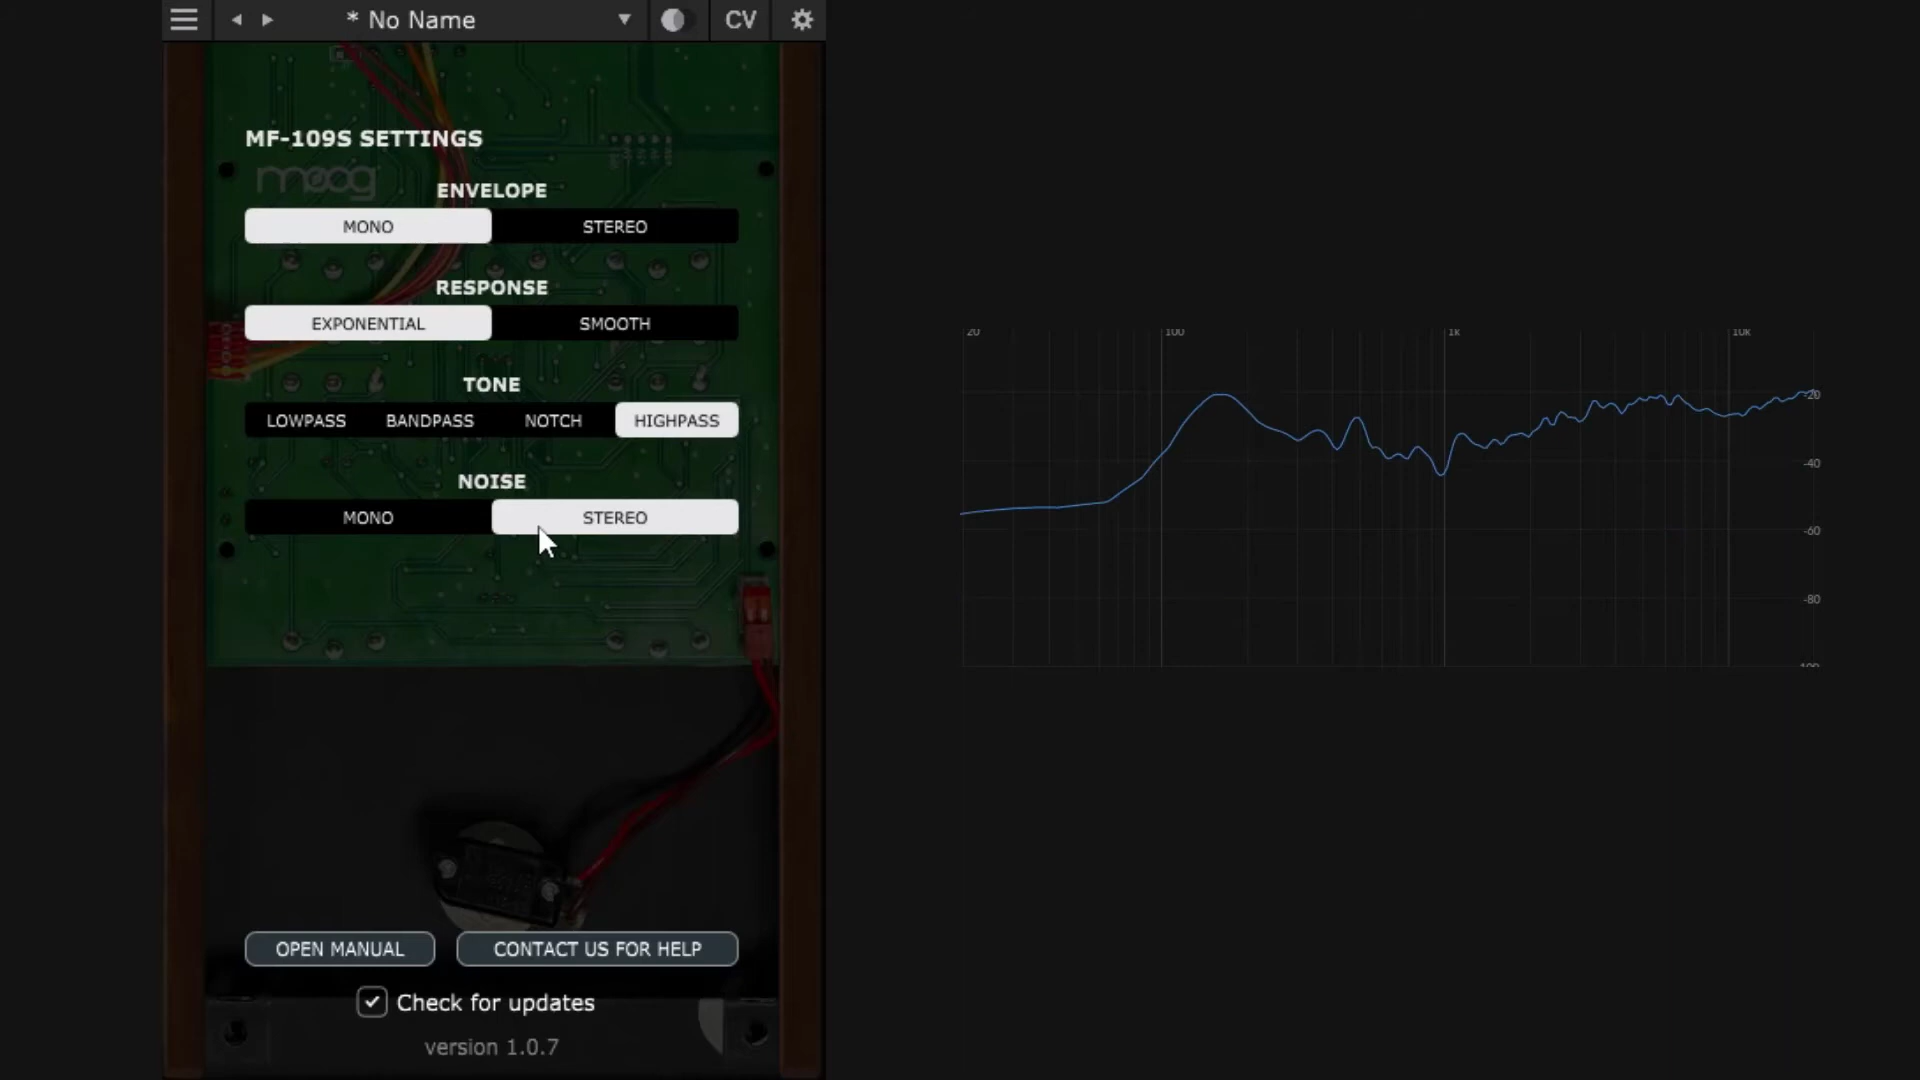 * No Name
CV
MF-109S SETTINGS
moog
ENVELOPE
MONO STEREO
RESPONSE
EXPONENTIAL SMOOTH
TONE
LOWPASS BANDPASS NOTCH HIGHPASS
NOISE
MONO STEREO
OPEN MANUAL CONTACT US FOR HELP
Check for updates
version 1.0.7
20 100 1k 10k
-20
-40
-60
-80
-100